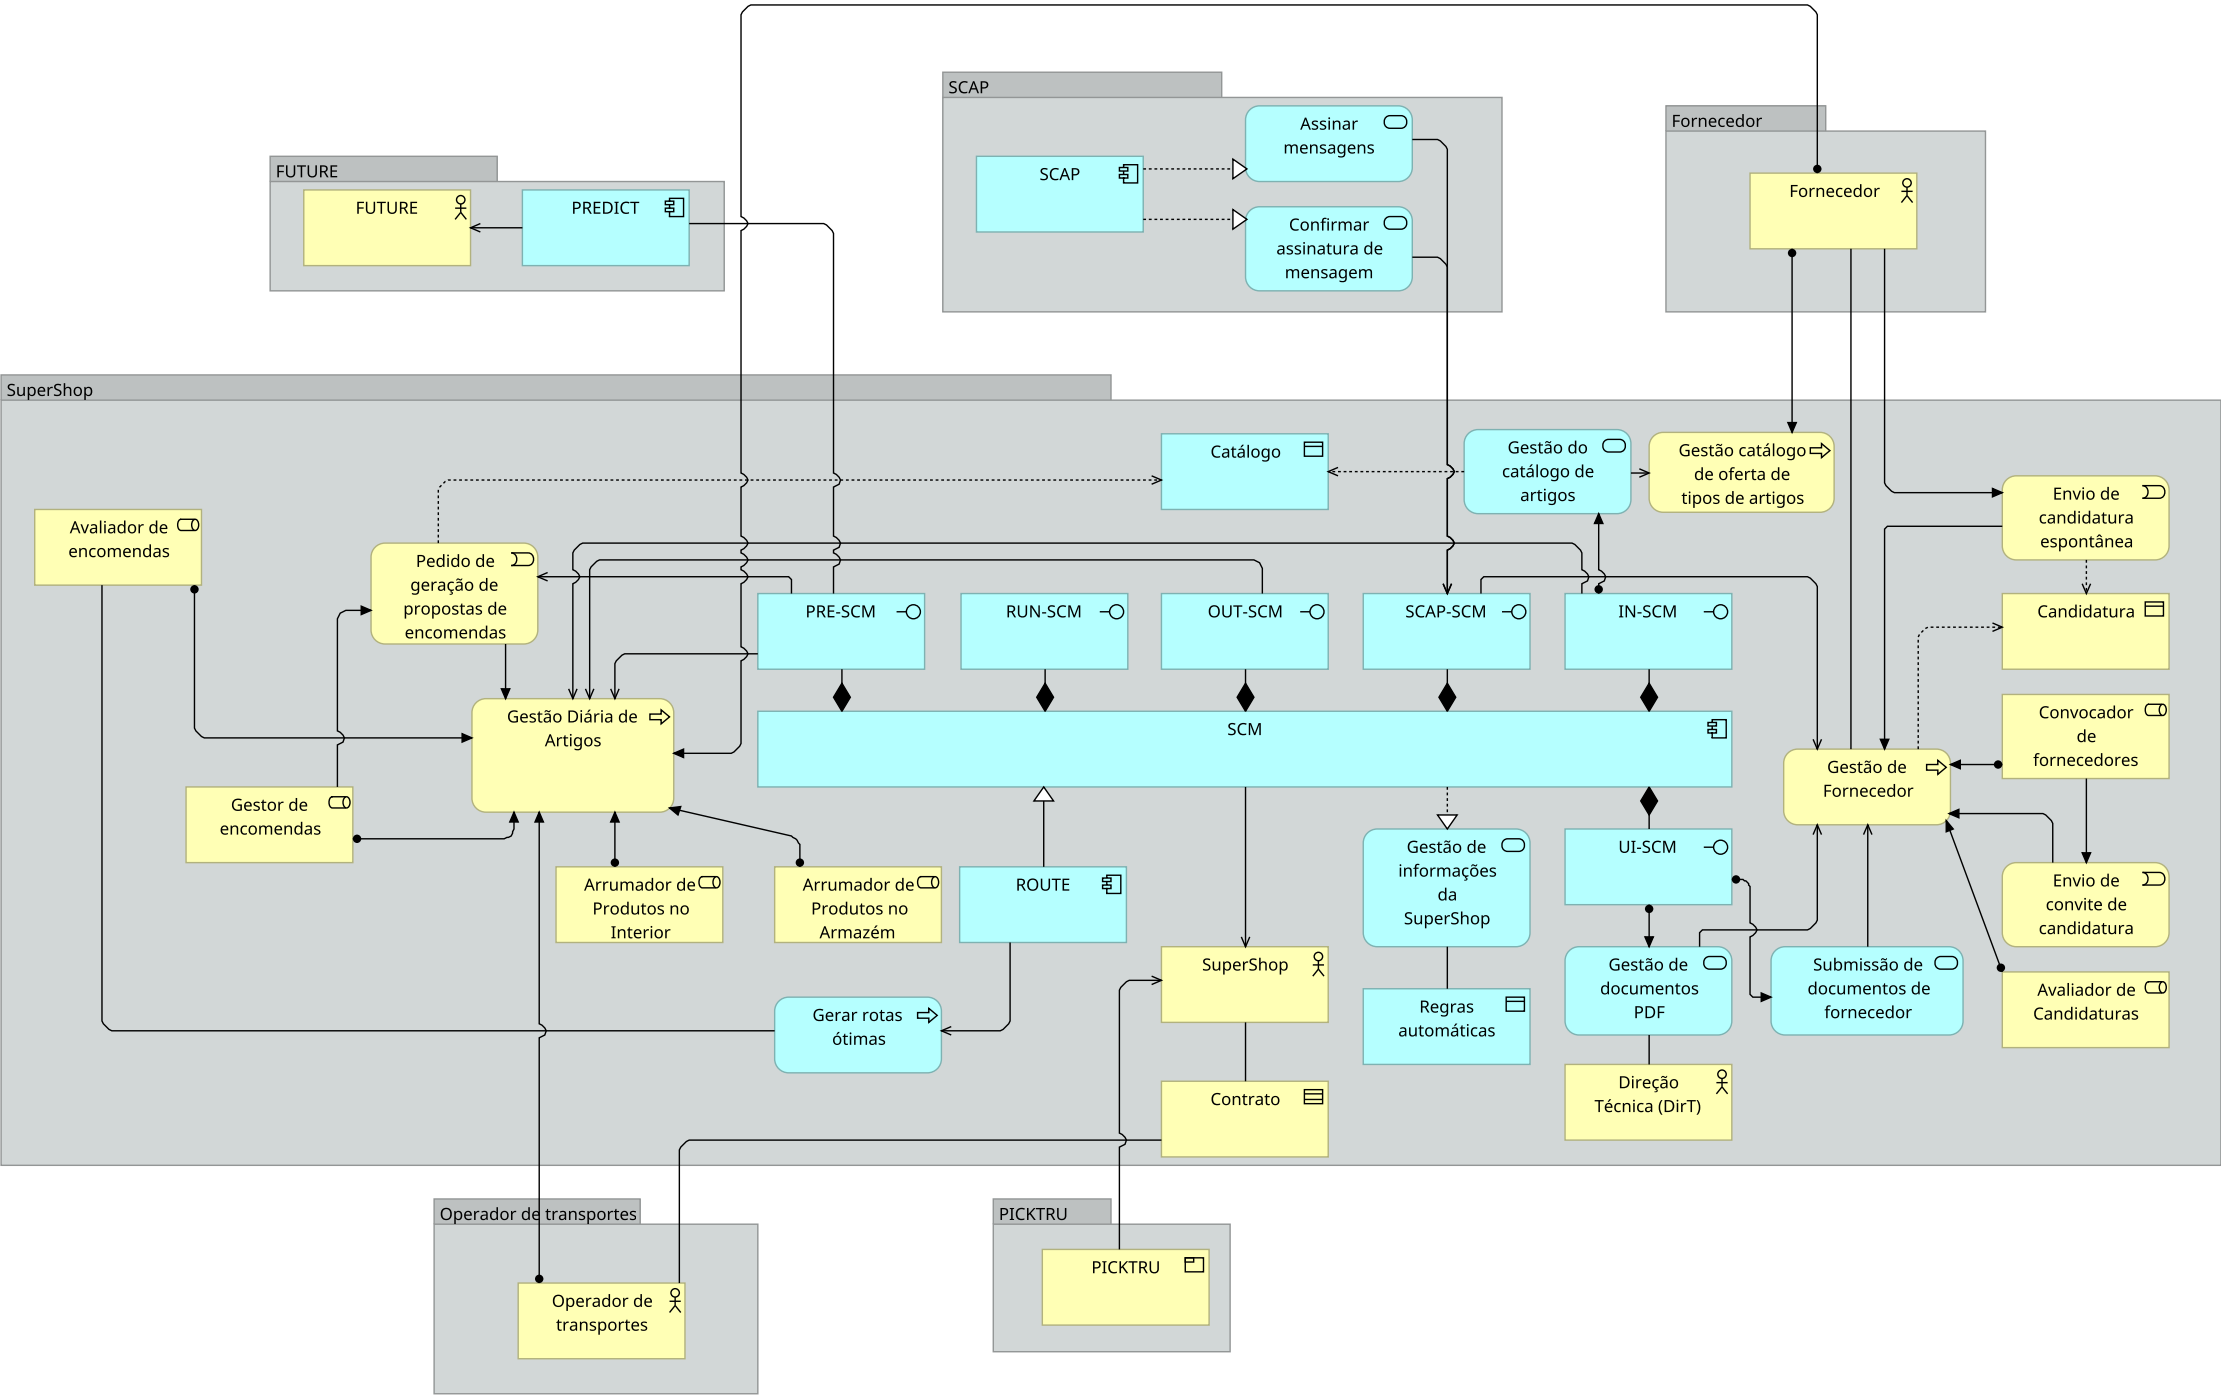 SCAP
Assinar
mensagens
SCAP
Confirmar
assinatura de
mensagem
Fornecedor
Fornecedor
FUTURE
FUTURE
PREDICT
SuperShop
Catálogo
Gestão do
catálogo de
artigos
Gestão catálogo
de oferta de
tipos de artigos
Envio de
candidatura
espontânea
Avaliador de
encomendas
Pedido de
geração de
propostas de
encomendas
PRE-SCM
RUN-SCM
OUT-SCM
SCAP-SCM
IN-SCM
Candidatura
Gestão Diária de
Artigos
SCM
Convocador
de
fornecedores
Gestão de
Fornecedor
Gestor de
encomendas
Arrumador de
Produtos no
Interior
Arrumador de
Produtos no
Armazém
ROUTE
Gestão de
informações
da
SuperShop
UI-SCM
Envio de
convite de
candidatura
SuperShop
Gestão de
documentos
PDF
Submissão de
documentos de
fornecedor
Avaliador de
Candidaturas
Gerar rotas
ótimas
Regras
automáticas
Contrato
Direção
Técnica (DirT)
Operador de transportes
Operador de
transportes
PICKTRU
PICKTRU